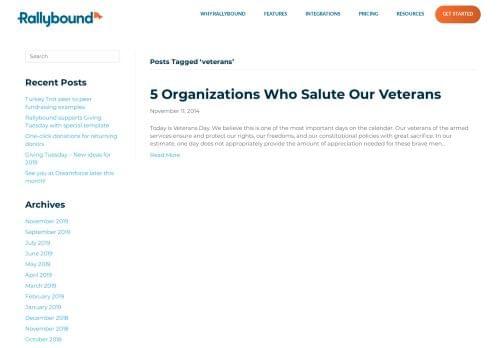 Rallybound
WHY RALLYBOUND
FEATURES
INTEGRATIONS
PRICING
RESOURCES
GET STARTED
Search
Recent Posts
Turkey Trot peer to peer
fundraising examples
Rallybound supports Giving
Tuesday with special template
One-click donations for returning
donors
Giving Tuesday – New ideas for
2019
See you at Dreamforce later this
month!
Archives
November 2019
September 2019
July 2019
June 2019
May 2019
April 2019
March 2019
February 2019
January 2019
December 2018
November 2018
October 2018
Posts Tagged ‘veterans’
5 Organizations Who Salute Our Veterans
November 11, 2014
Today is Veterans Day. We believe this is one of the most important days on the calendar. Our veterans of the armed
services ensure and protect our rights, our freedoms, and our constitutional policies with great sacrifice. In our
estimate, one day does not appropriately provide the amount of appreciation needed for these brave men...
Read More